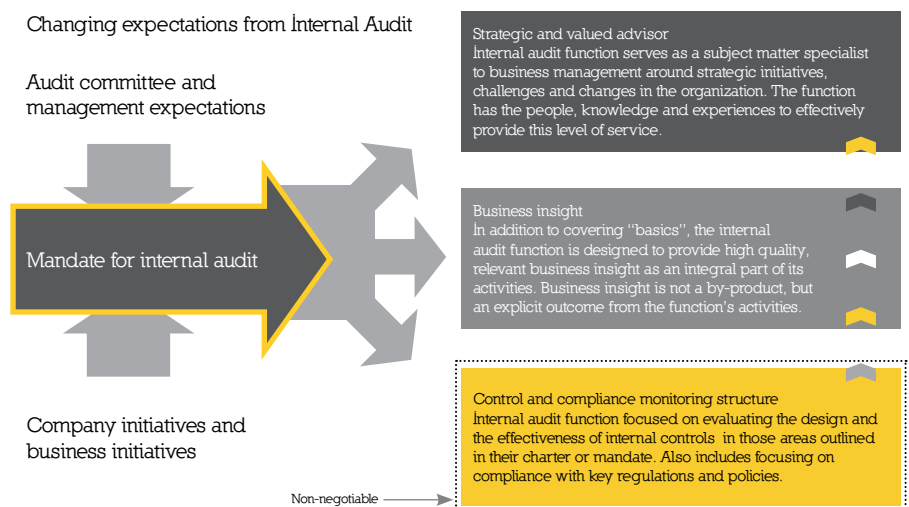 Changing expectations from Internal Audit
Audit committee and
management expectations
Mandate for internal audit
Company initiatives and
business initiatives
Non-negotiable
Strategic and valued advisor
Internal audit function serves as a subject matter specialist
to business management around strategic initiatives,
challenges and changes in the organization. The function
has the people, knowledge and experiences to effectively
provide this level of service.
Business insight
In addition to covering "basics", the internal
audit function is designed to provide high quality,
relevant business insight as an integral part of its
activities. Business insight is not a by-product, but
an explicit outcome from the function's activities.
Control and compliance monitoring structure
Internal audit function focused on evaluating the design and
the effectiveness of internal controls in those areas outlined
in their charter or mandate. Also includes focusing on
compliance with key regulations and policies.